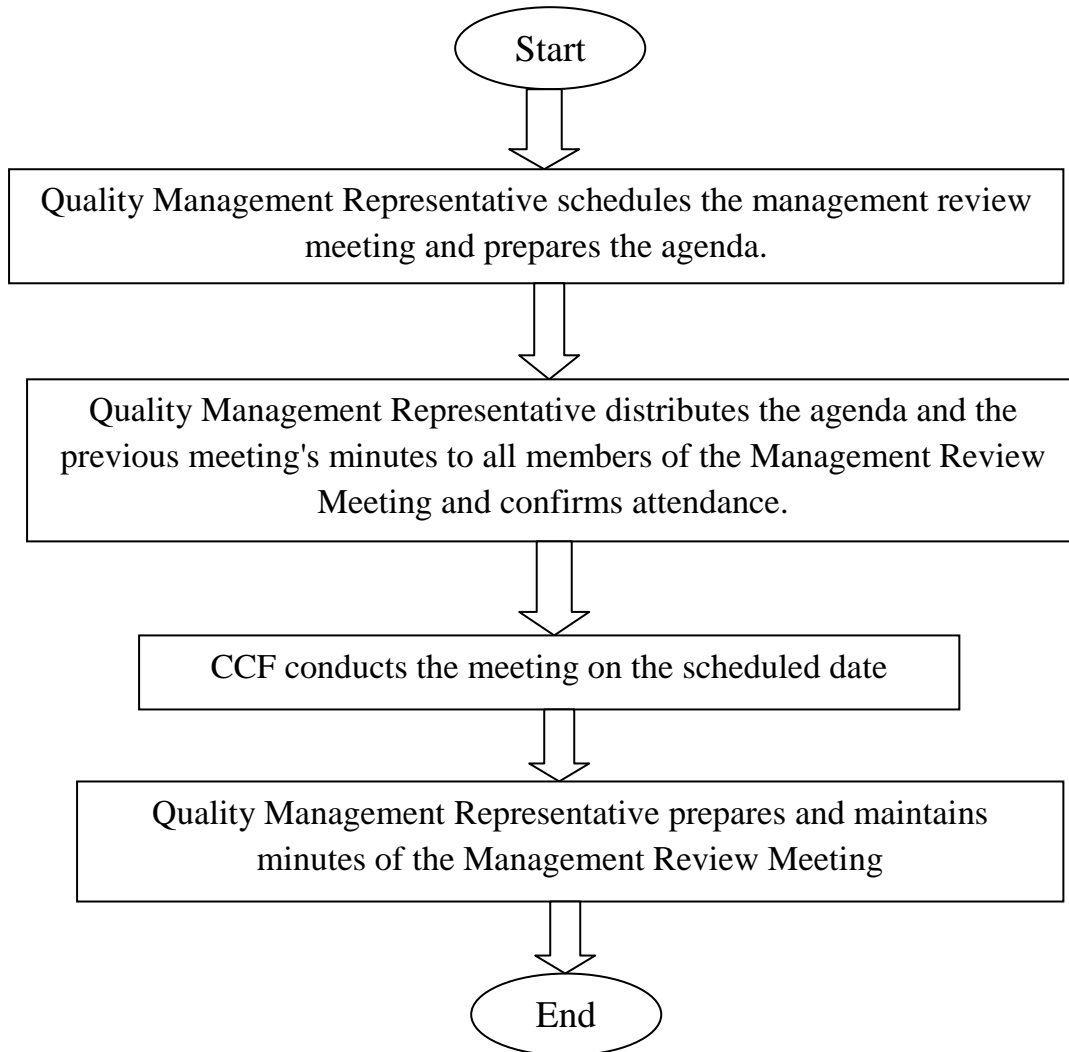 Start
Quality Management Representative schedules the management review
meeting and prepares the agenda.
Quality Management Representative distributes the agenda and the
previous meeting's minutes to all members of the Management Review
Meeting and confirms attendance.
CCF conducts the meeting on the scheduled date
Quality Management Representative prepares and maintains
minutes of the Management Review Meeting
End